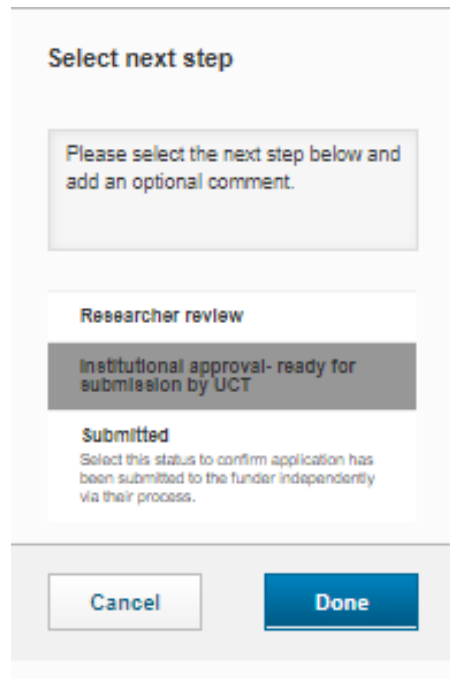 Select next step
Please select the next step below and
add an optional comment.
Researcher review
Institutional approval- ready for
submission by UCT
Submitted
Select this status to confirm application has
been submitted to the funder independently
via their process.
Cancel
Done